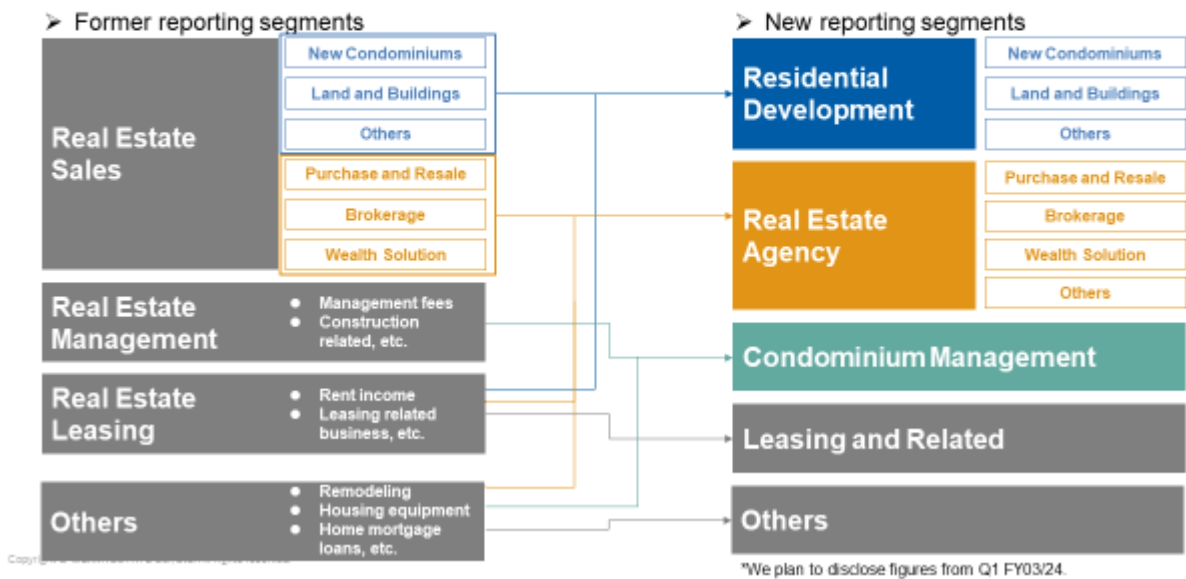 ➢ Former reporting segments
Real Estate
Sales
New Condominiums
Land and Buildings
Others
Purchase and Resale
Brokerage
Wealth Solution
Real Estate
Management
● Management fees
● Construction
related, etc.
Real Estate
Leasing
● Rent income
● Leasing related
business, etc.
Others
● Remodeling
● Housing equipment
● Home mortgage
loans, etc.
➢ New reporting segments
Residential
Development
New Condominiums
Land and Buildings
Others
Real Estate
Agency
Purchase and Resale
Brokerage
Wealth Solution
Others
Condominium Management
Leasing and Related
Others
*We plan to disclose figures from Q1 FY03/24.